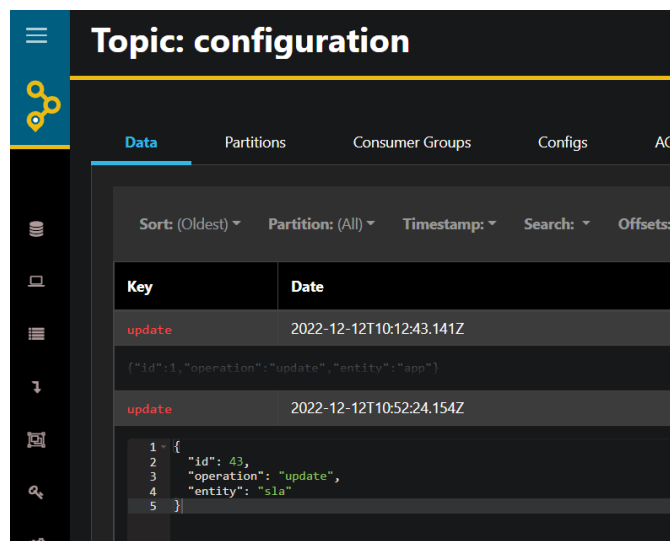 Topic: configuration
Data Partitions Consumer Groups Configs
Sort: (Oldest) Partition: (All) Timestamp: Search: Offsets:
Key Date
update 2022-12-12T10:12:43.141Z
{"id":1,"operation":"update","entity":"app"}
update 2022-12-12T10:52:24.154Z
1 {
2 "id": 43,
3 "operation": "update",
4 "entity": "sla"
5 }